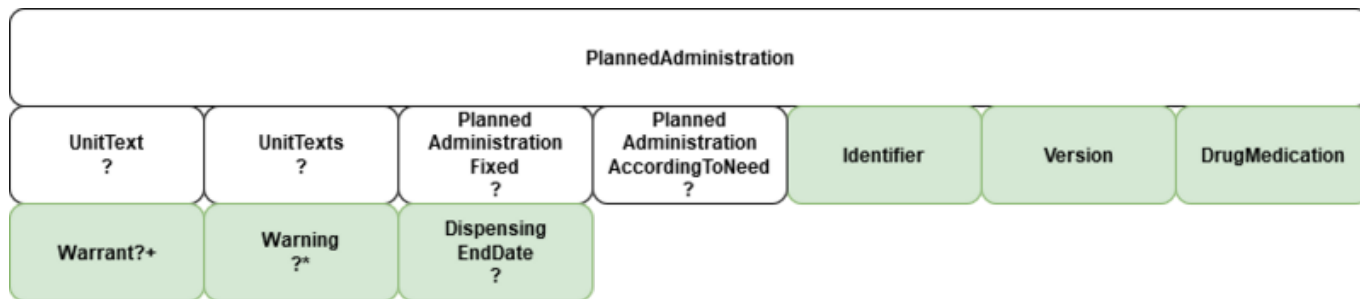 PlannedAdministration
UnitText
?
UnitTexts
?
Planned
Administration
Fixed
?
Planned
Administration
AccordingToNeed
?
Identifier
Version
DrugMedication
Warrant?+
Warning
?*
Dispensing
EndDate
?